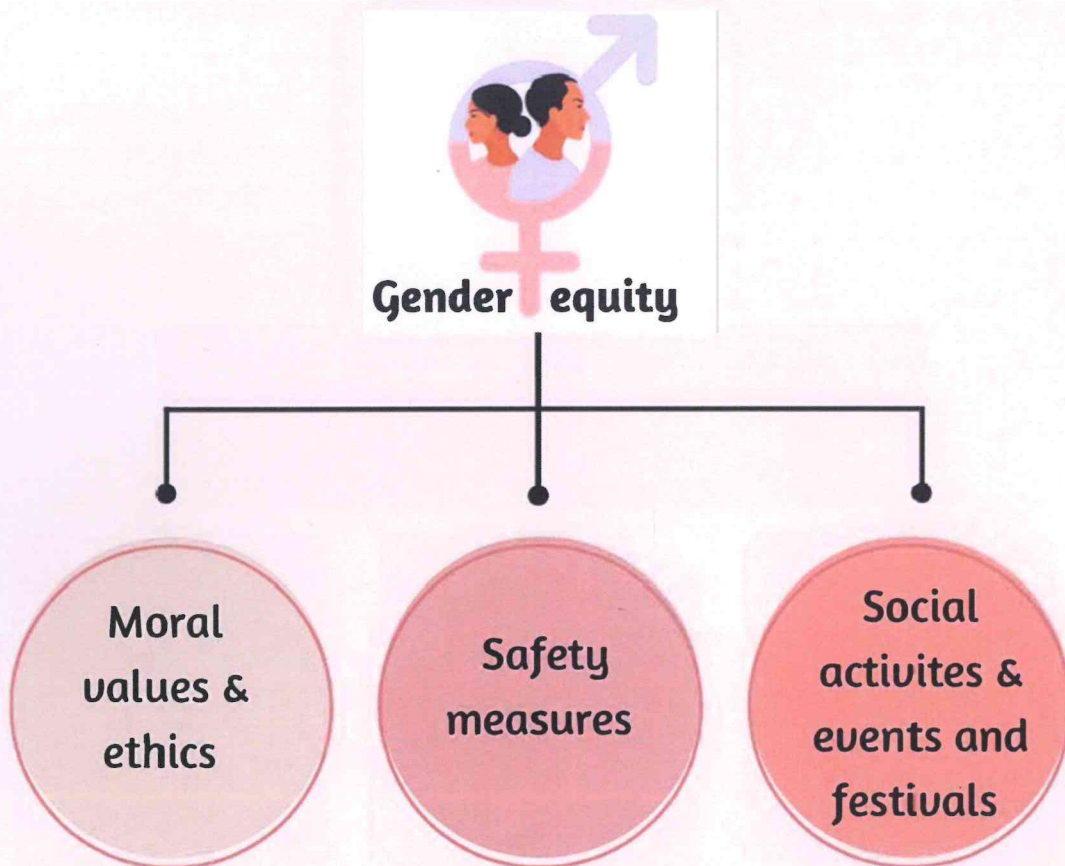 Gender equity
Moral
values &
ethics
Safety
measures
Social
activites &
events and
festivals